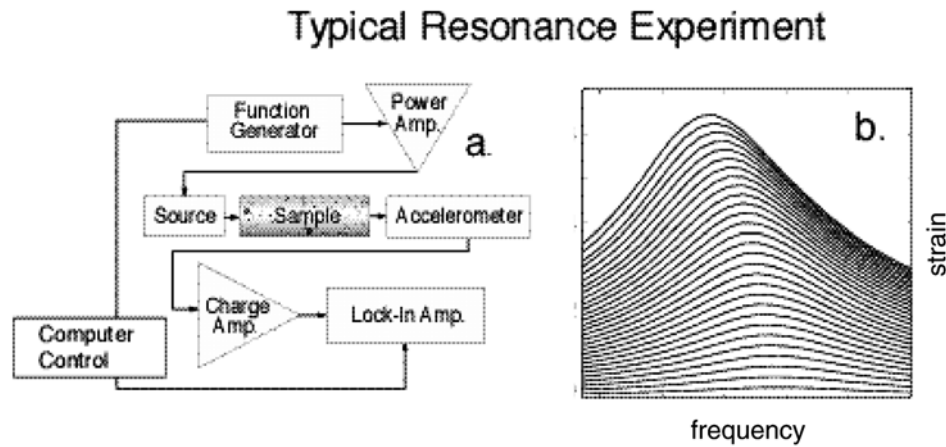 Typical Resonance Experiment
Function
Generator
Power
Amp.
a.
Source
Sample
Accelerometer
Charge
Amp.
Lock-In Amp.
Computer
Control
b.
strain
frequency